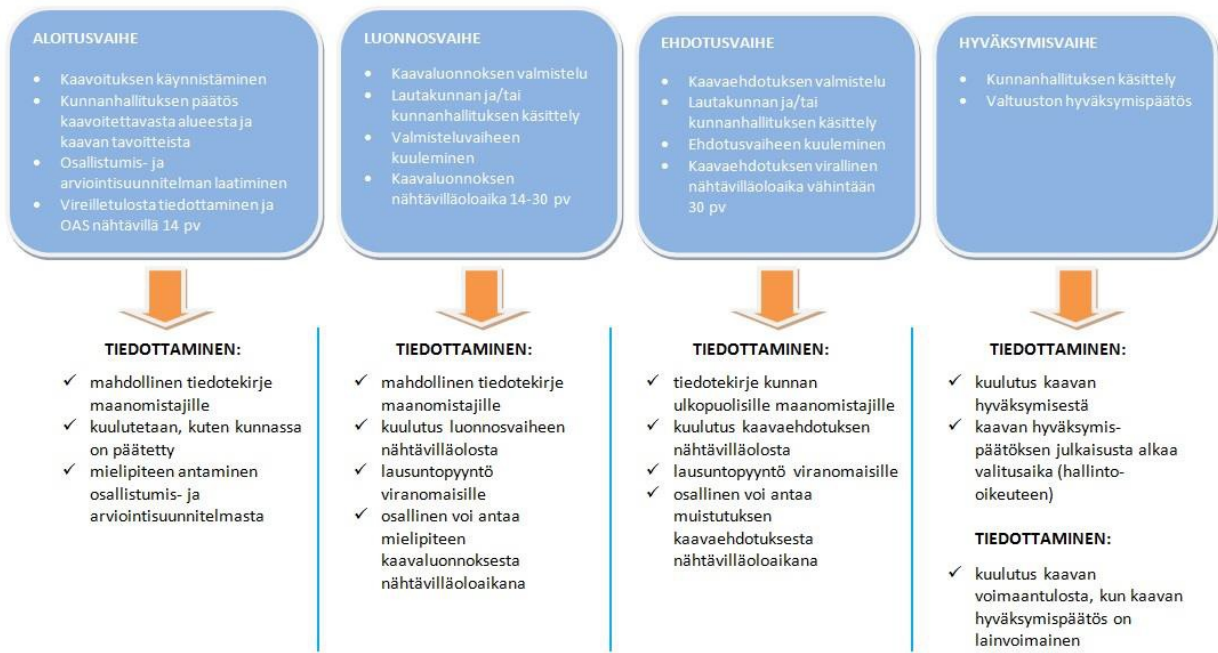 ALOITUSVAIHE
• Kaavoituksen käynnistäminen
• Kunnanhallituksen päätös
kaavoitettavasta alueesta ja
kaavan tavoitteista
• Osallistumis- ja
arviointisuunnitelman laatiminen
• Vireilletulosta tiedottaminen ja
OAS nähtävillä 14 pv
TIEDOTTAMINEN:
✓ mahdollinen tiedotekirje
maanomistajille
✓ kuulutetaan, kuten kunnassa
on päätetty
✓ mielipiteen antaminen
osallistumis- ja
arviointisuunnitelmasta
LUONNOSVAIHE
• Kaavaluonnoksen valmistelu
• Lautakunnan ja/tai
kunnanhallituksen käsittely
• Valmisteluvaiheen
kuuleminen
• Kaavaluonnoksen
nähtävilläoloaika 14-30 pv
TIEDOTTAMINEN:
✓ mahdollinen tiedotekirje
maanomistajille
✓ kuulutus luonnosvaiheen
nähtävilläolosta
✓ lausuntopyyntö
viranomaisille
✓ osallinen voi antaa
mielipiteen
kaavaluonnoksesta
nähtävilläoloaikana
EHDOTUSVAIHE
• Kaavaehdotuksen valmistelu
• Lautakunnan ja/tai
kunnanhallituksen käsittely
• Ehdotusvaiheen kuuleminen
• Kaavaehdotuksen virallinen
nähtävilläoloaika vähintään
30 pv
TIEDOTTAMINEN:
✓ tiedotekirje kunnan
ulkopuolisille maanomistajille
✓ kuulutus kaavaehdotuksen
nähtävilläolosta
✓ lausuntopyyntö viranomaisille
✓ osallinen voi antaa
muistutuksen
kaavaehdotuksesta
nähtävilläoloaikana
HYVÄKSYMISVAIHE
• Kunnanhallituksen käsittely
• Valtuuston hyväksymispäätös
TIEDOTTAMINEN:
✓ kuulutus kaavan
hyväksymisestä
✓ kaavan hyväksymis-
päätöksen julkaisusta alkaa
valitusaika (hallinto-
oikeuteen)
TIEDOTTAMINEN:
✓ kuulutus kaavan
voimaantulosta, kun kaavan
hyväksymispäätös on
lainvoimainen